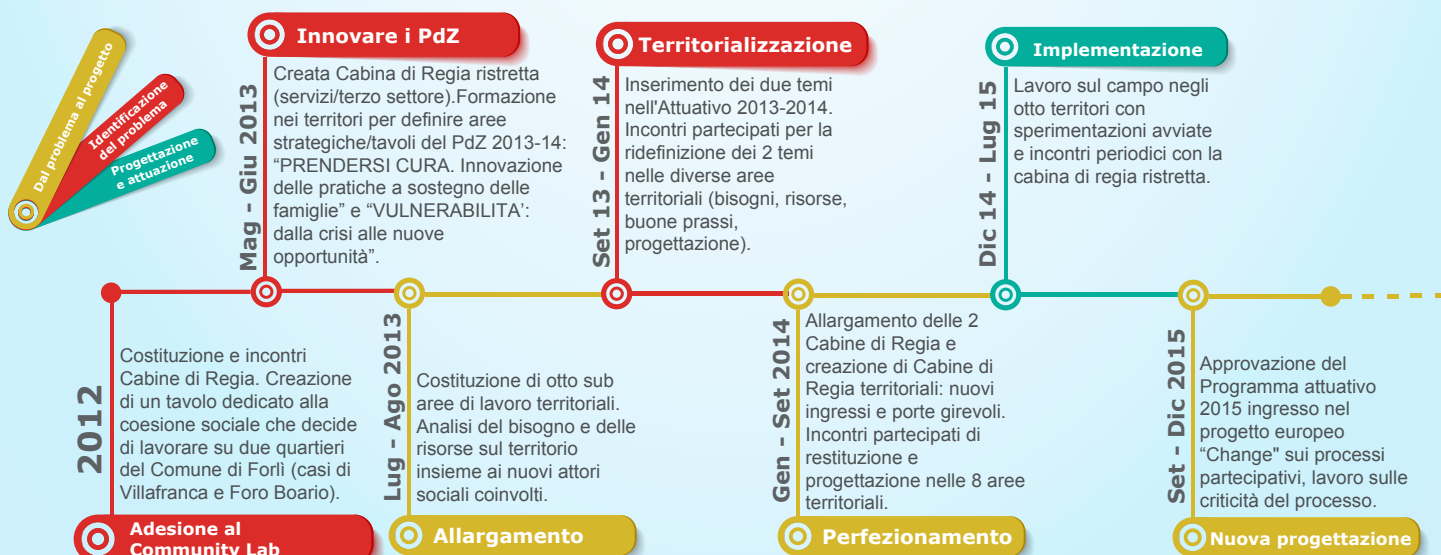 Dal problema al progetto
Identificazione
del problema
Progettazione
e attuazione
Innovare i PdZ
Mag - Giu 2013
Creata Cabina di Regia ristretta
(servizi/terzo settore).Formazione
nei territori per definire aree
strategiche/tavoli del PdZ 2013-14:
“PRENDERSI CURA. Innovazione
delle pratiche a sostegno delle
famiglie” e “VULNERABILITA’:
dalla crisi alle nuove
opportunità”.
Territorializzazione
Set 13 - Gen 14
Inserimento dei due temi
nell'Attuativo 2013-2014.
Incontri partecipati per la
ridefinizione dei 2 temi
nelle diverse aree
territoriali (bisogni, risorse,
buone prassi,
progettazione).
Implementazione
Dic 14 - Lug 15
Lavoro sul campo negli
otto territori con
sperimentazioni avviate
e incontri periodici con la
cabina di regia ristretta.
2012
Costituzione e incontri
Cabine di Regia. Creazione
di un tavolo dedicato alla
coesione sociale che decide
di lavorare su due quartieri
del Comune di Forlì (casi di
Villafranca e Foro Boario).
Adesione al
Community Lab
Lug - Ago 2013
Costituzione di otto sub
aree di lavoro territoriali.
Analisi del bisogno e delle
risorse sul territorio
insieme ai nuovi attori
sociali coinvolti.
Allargamento
Gen - Set 2014
Allargamento delle 2
Cabine di Regia e
creazione di Cabine di
Regia territoriali: nuovi
ingressi e porte girevoli.
Incontri partecipati di
restituzione e
progettazione nelle 8 aree
territoriali.
Perfezionamento
Set - Dic 2015
Approvazione del
Programma attuativo
2015 ingresso nel
progetto europeo
“Change" sui processi
partecipativi, lavoro sulle
criticità del processo.
Nuova progettazione